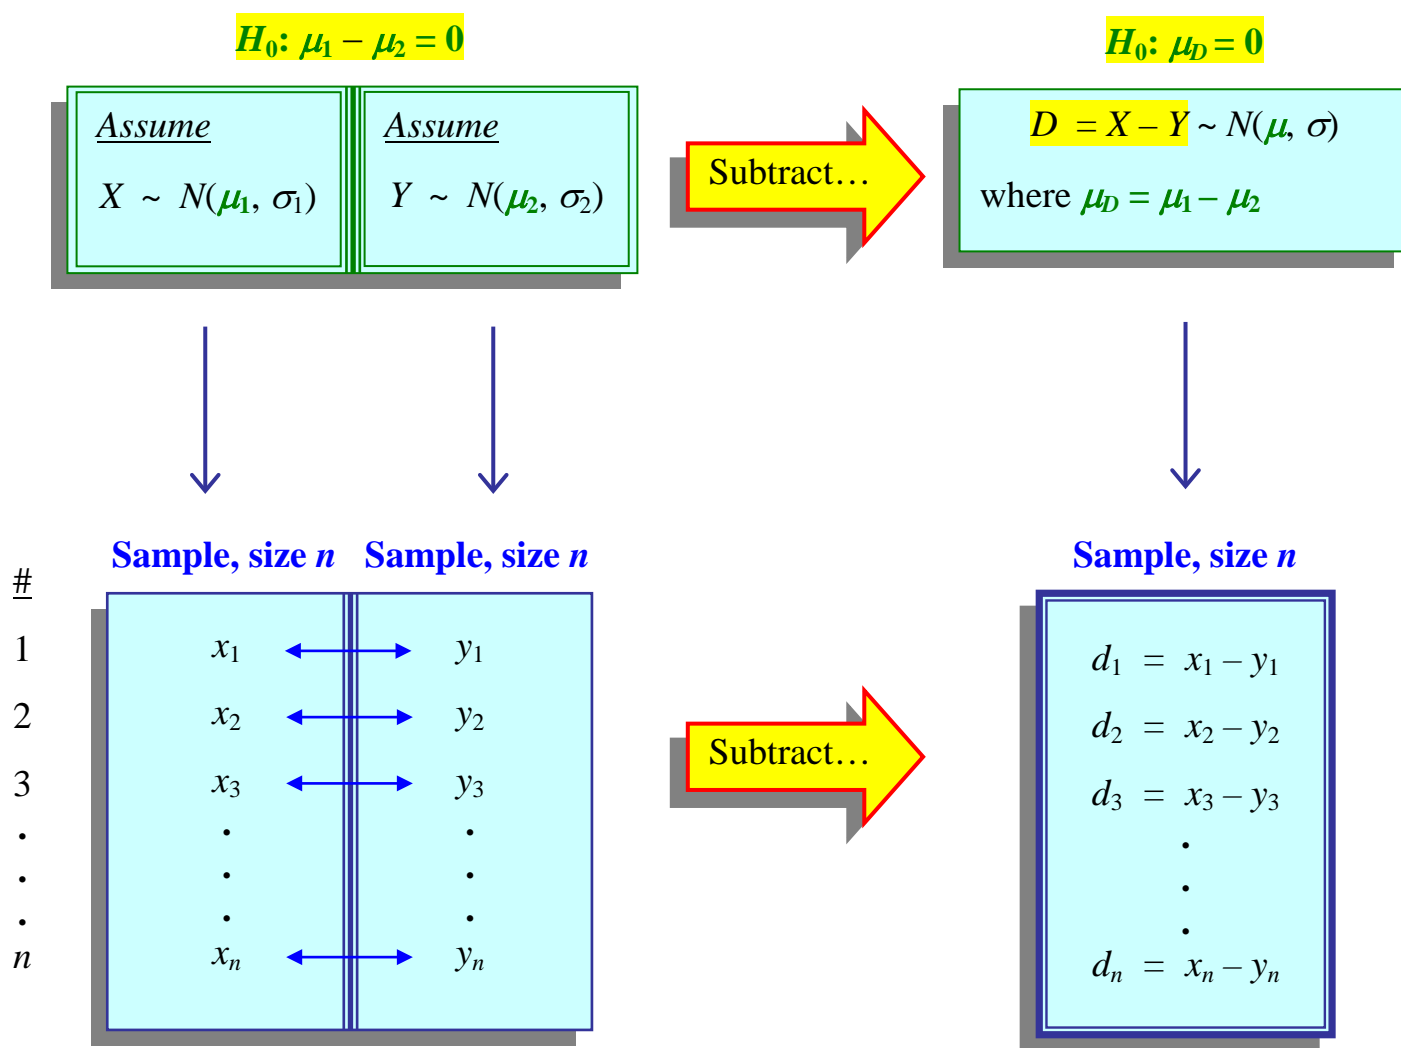 H₀: μ₁ – μ₂ = 0
H₀: μ_D = 0
Assume
X ~ N(μ₁, σ₁)
Assume
Y ~ N(μ₂, σ₂)
Subtract…
D = X – Y ~ N(μ, σ)
where μ_D = μ₁ – μ₂
Sample, size n
Sample, size n
Sample, size n
#
1 x₁ y₁
2 x₂ y₂
3 x₃ y₃
.
.
.
n xₙ yₙ
Subtract…
d₁ = x₁ – y₁
d₂ = x₂ – y₂
d₃ = x₃ – y₃
.
.
.
dₙ = xₙ – yₙ